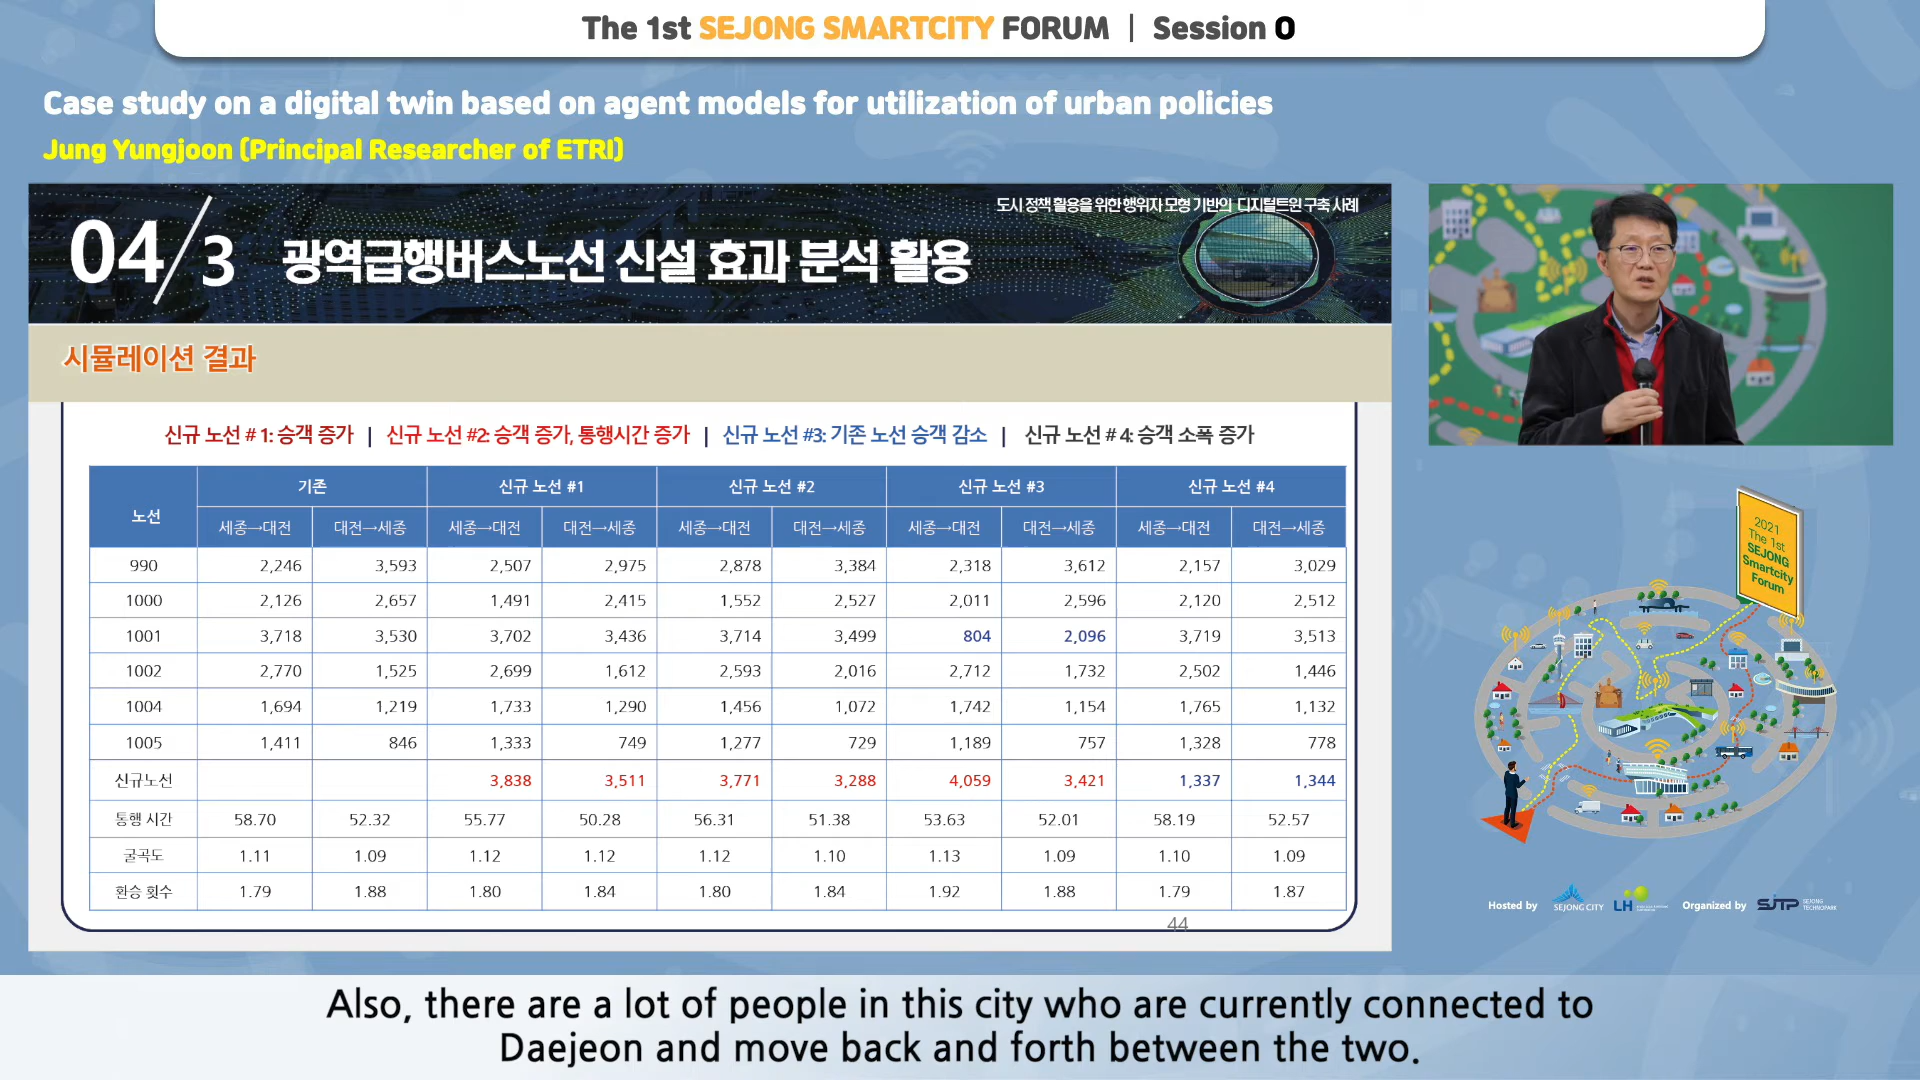 The 1st SEJONG SMARTCITY FORUM | Session 0
Case study on a digital twin based on agent models for utilization of urban policies
Jung Yungjoon (Principal Researcher of ETRI)
도시 정책 활용을 위한 행위자 모형 기반의 디지털트윈 구축 사례
04/3 광역급행버스노선 신설 효과 분석 활용
시뮬레이션 결과
신규 노선 # 1: 승객 증가 | 신규 노선 #2: 승객 증가, 통행시간 증가 | 신규 노선 #3: 기존 노선 승객 감소 | 신규 노선 # 4: 승객 소폭 증가
노선 기존 신규 노선 #1 신규 노선 #2 신규 노선 #3 신규 노선 #4
세종→대전 대전→세종 세종→대전 대전→세종 세종→대전 대전→세종 세종→대전 대전→세종 세종→대전 대전→세종
990 2,246 3,593 2,507 2,975 2,878 3,384 2,318 3,612 2,157 3,029
1000 2,126 2,657 1,491 2,415 1,552 2,527 2,011 2,596 2,120 2,512
1001 3,718 3,530 3,702 3,436 3,714 3,499 804 2,096 3,719 3,513
1002 2,770 1,525 2,699 1,612 2,593 2,016 2,712 1,732 2,502 1,446
1004 1,694 1,219 1,733 1,290 1,456 1,072 1,742 1,154 1,765 1,132
1005 1,411 846 1,333 749 1,277 729 1,189 757 1,328 778
신규노선 3,838 3,511 3,771 3,288 4,059 3,421 1,337 1,344
통행 시간 58.70 52.32 55.77 50.28 56.31 51.38 53.63 52.01 58.19 52.57
굴곡도 1.11 1.09 1.12 1.12 1.12 1.10 1.13 1.09 1.10 1.09
환승 횟수 1.79 1.88 1.80 1.84 1.80 1.84 1.92 1.88 1.79 1.87
44
2021
The 1st
SEJONG
Smartcity
Forum
Hosted by SEJONG CITY LH Organized by SJTP SEJONG TECHNOPARK
Also, there are a lot of people in this city who are currently connected to
Daejeon and move back and forth between the two.